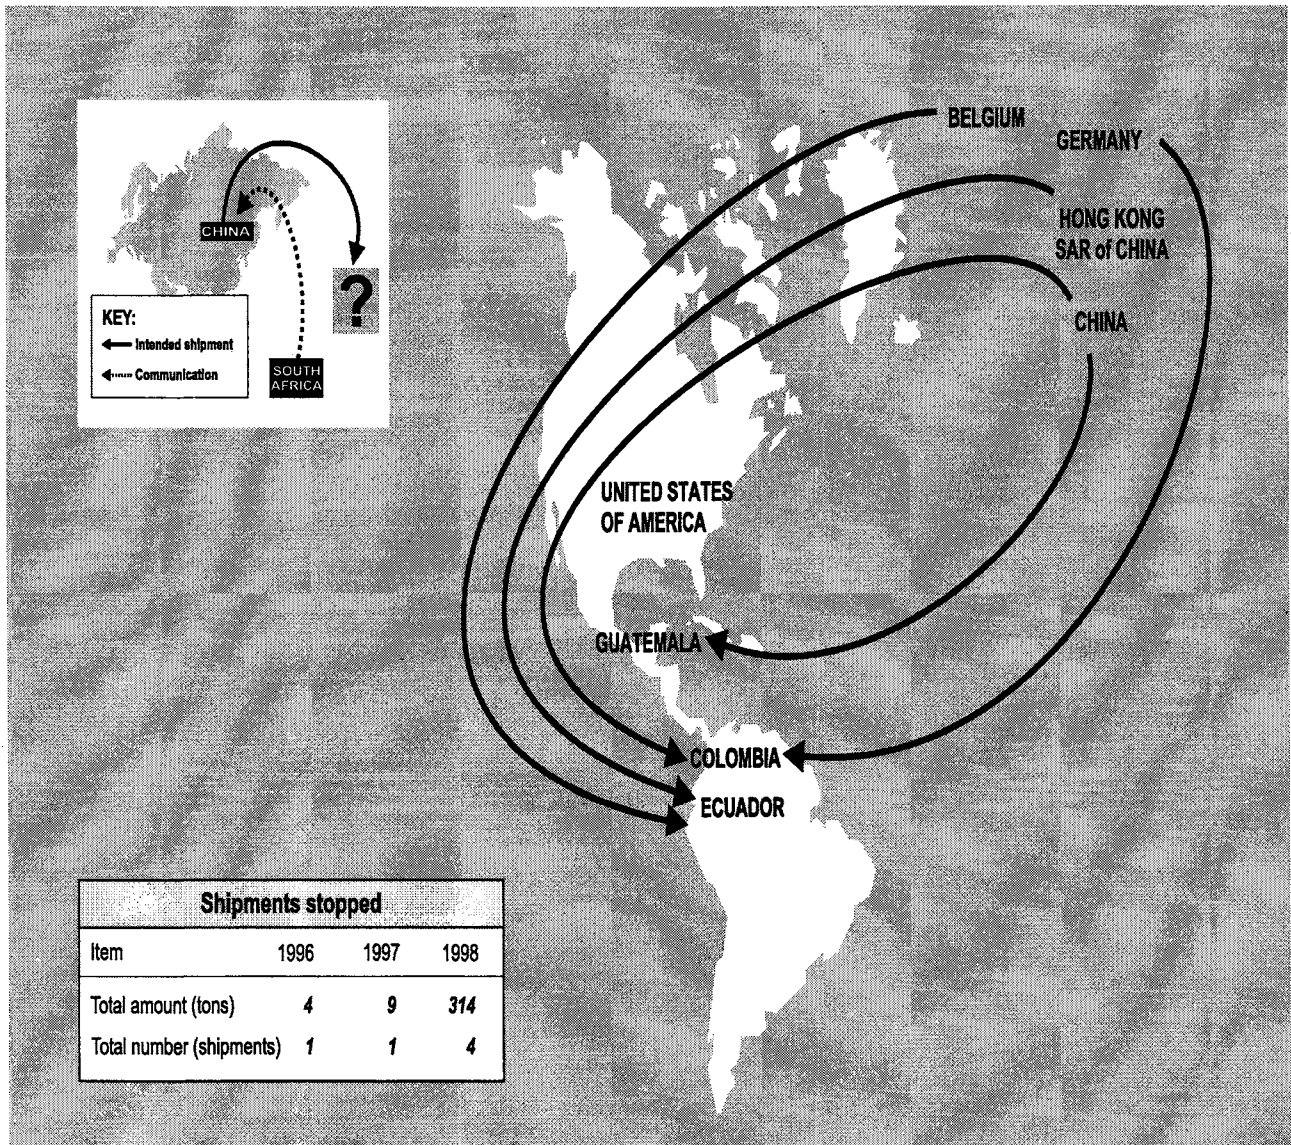 BELGIUM
GERMANY
HONG KONG
SAR of CHINA
CHINA
CHINA
?
KEY:
Intended shipment
Communication
SOUTH
AFRICA
UNITED STATES
OF AMERICA
GUATEMALA
COLOMBIA
ECUADOR
Shipments stopped
Item 1996 1997 1998
Total amount (tons) 4 9 314
Total number (shipments) 1 1 4